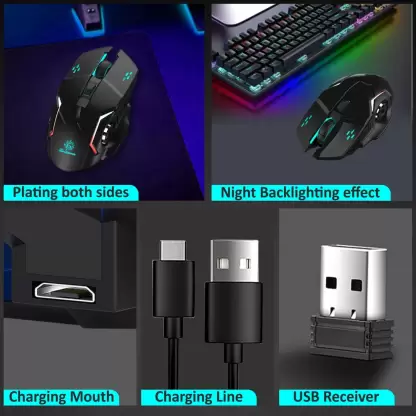 Plating both sides
Night Backlighting effect
Charging Mouth
Charging Line
USB Receiver